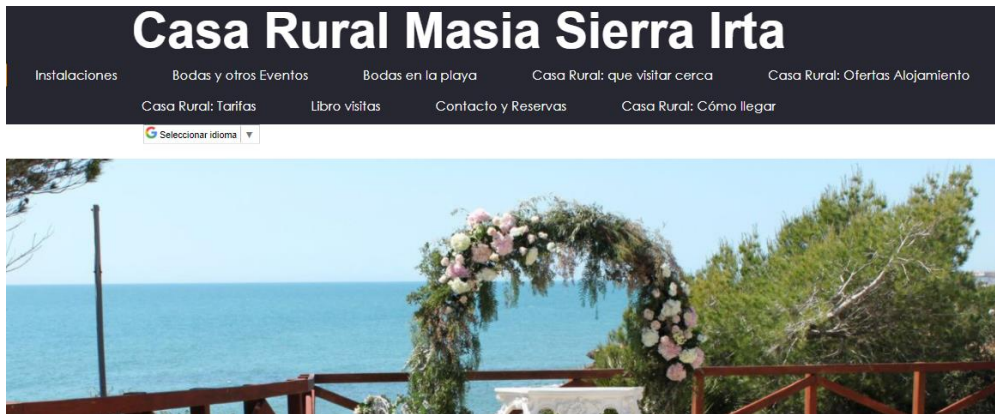 Casa Rural Masia Sierra Irta
Instalaciones Bodas y otros Eventos Bodas en la playa Casa Rural: que visitar cerca Casa Rural: Ofertas Alojamiento
Casa Rural: Tarifas Libro visitas Contacto y Reservas Casa Rural: Cómo llegar
Seleccionar idioma ▼